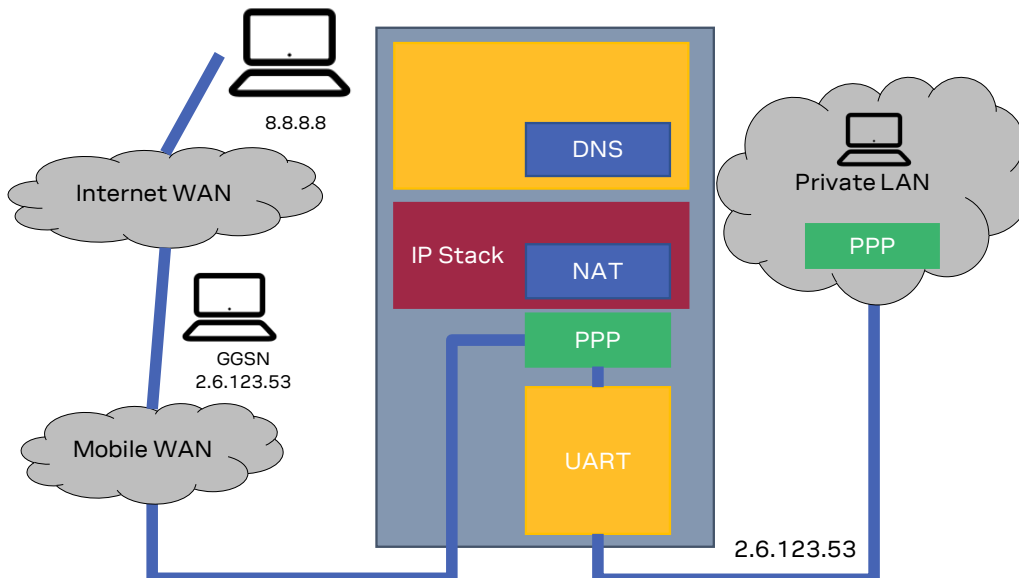 8.8.8.8
Internet WAN
GGSN
2.6.123.53
Mobile WAN
DNS
IP Stack
NAT
PPP
UART
Private LAN
PPP
2.6.123.53